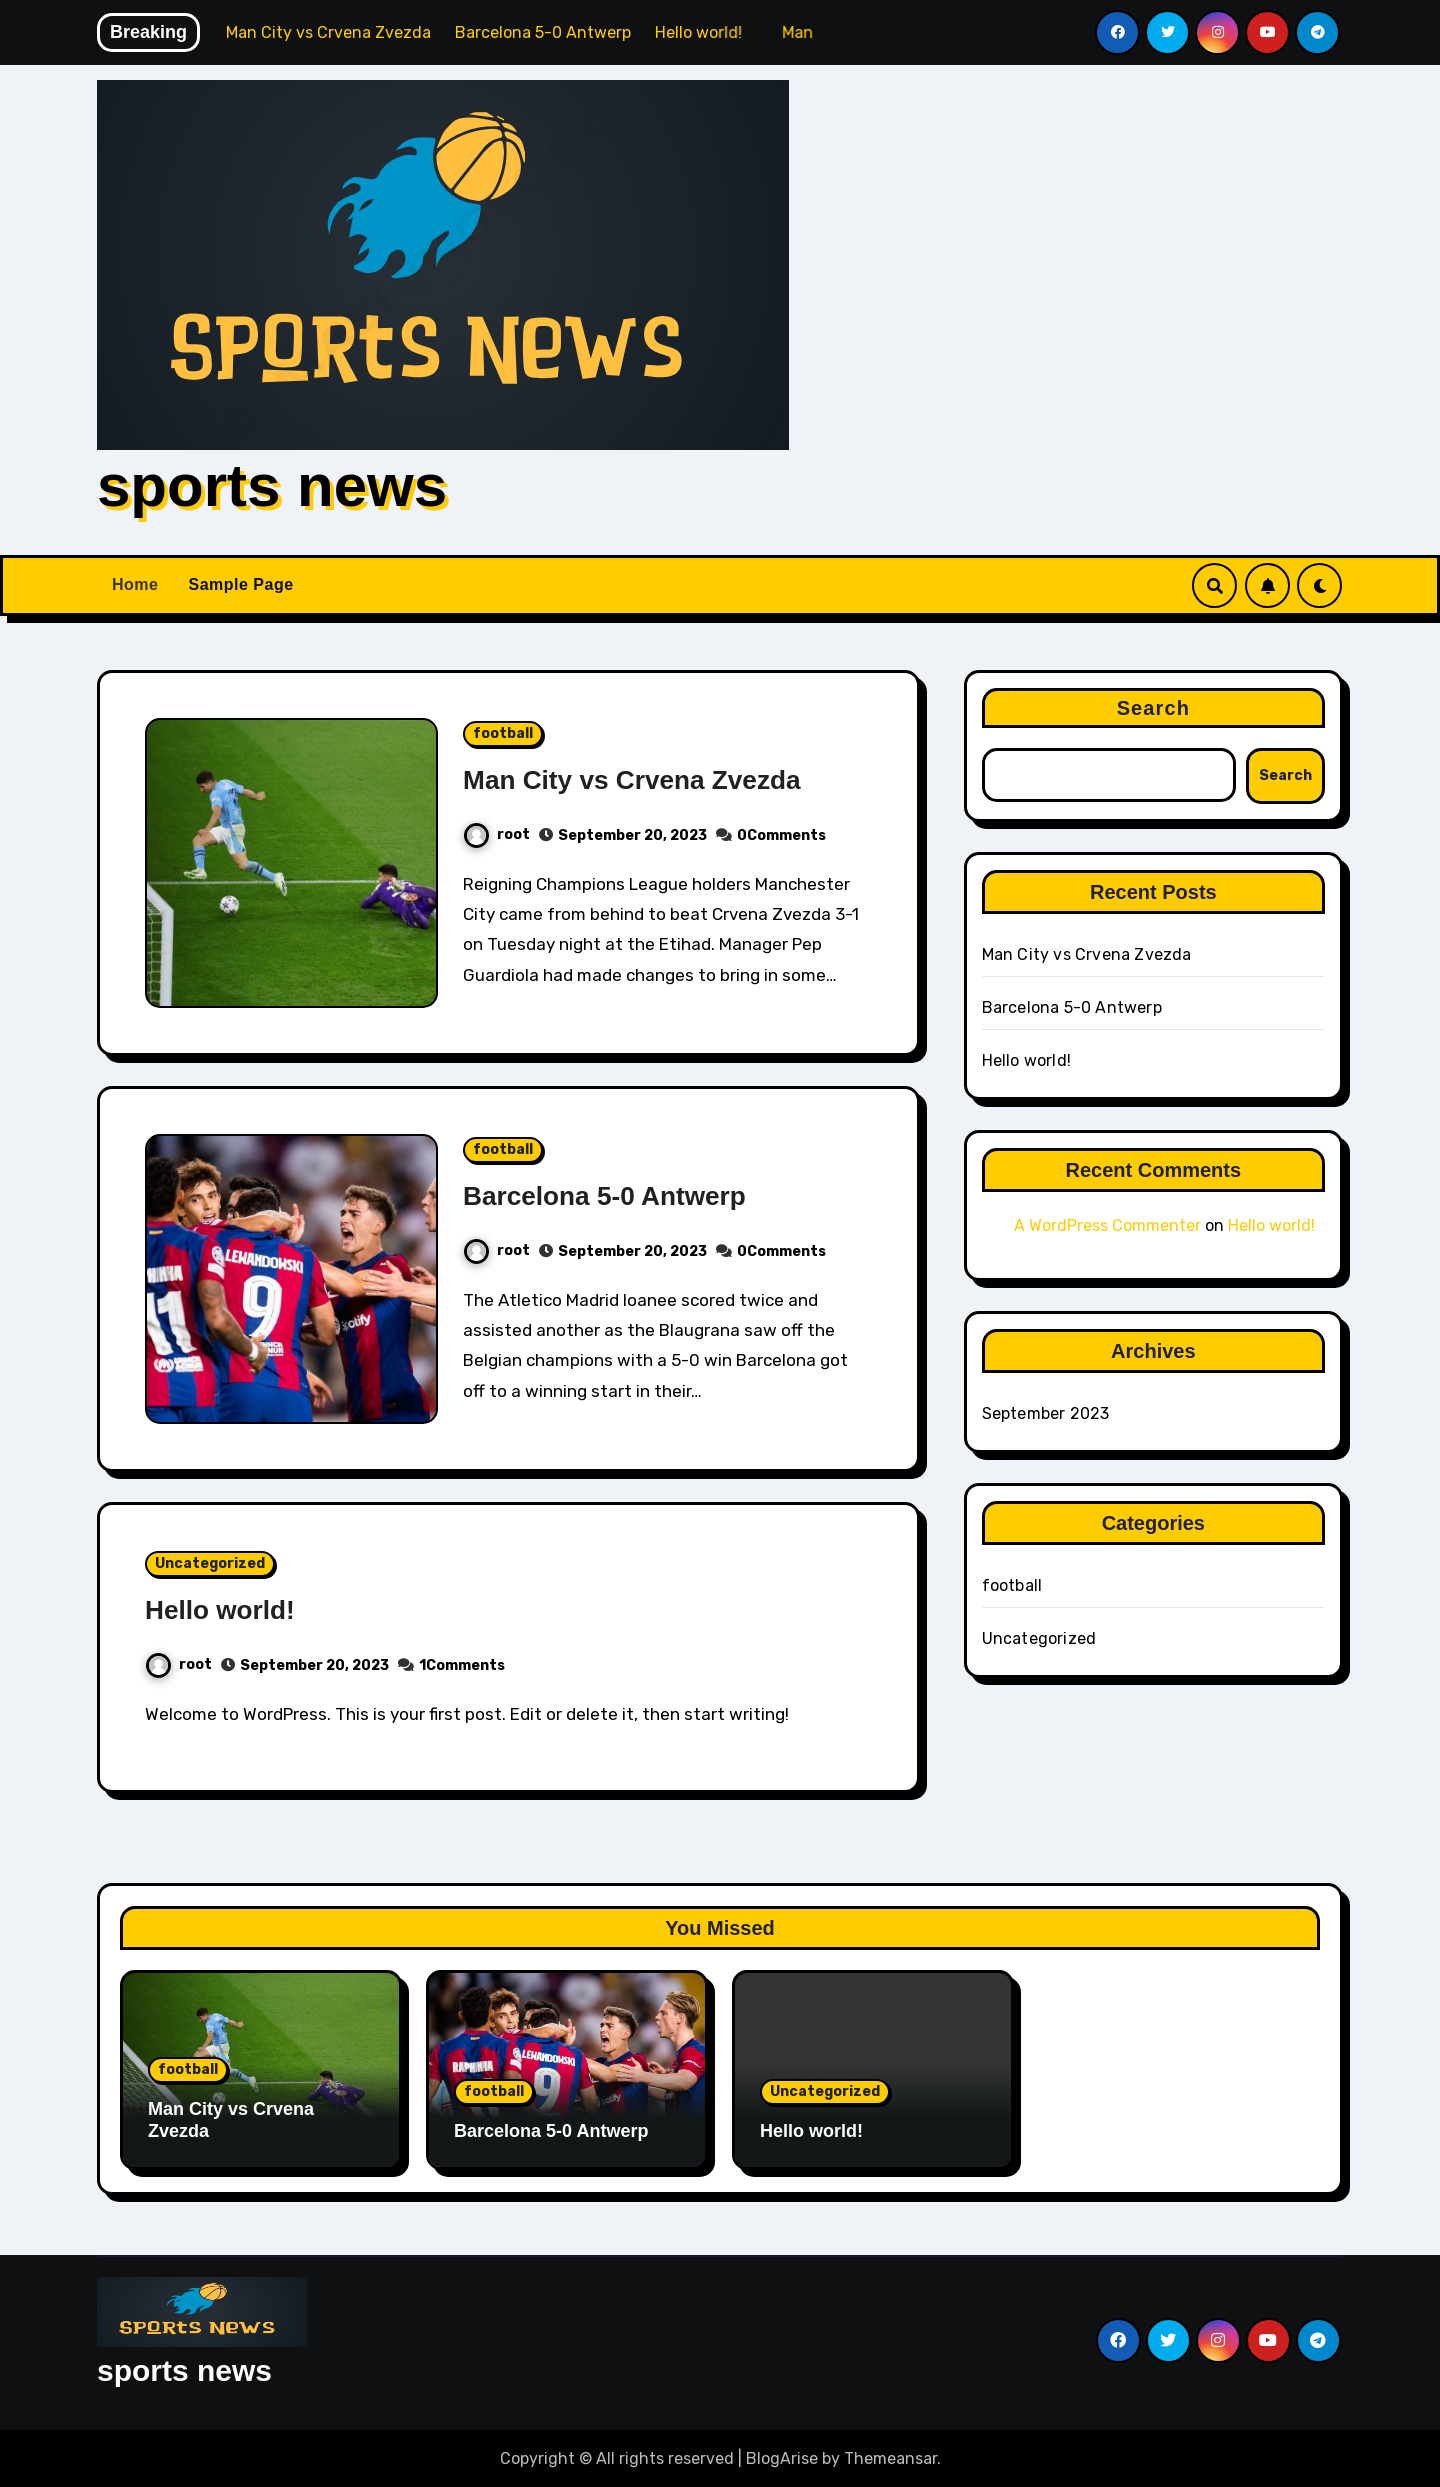 Breaking
Man City vs Crvena Zvezda
Barcelona 5-0 Antwerp
Hello world!
Man
SPORTS NEWS
sports news
Home
Sample Page
football
Man City vs Crvena Zvezda
root September 20, 2023 0Comments
Reigning Champions League holders Manchester
City came from behind to beat Crvena Zvezda 3-1
on Tuesday night at the Etihad. Manager Pep
Guardiola had made changes to bring in some…
football
Barcelona 5-0 Antwerp
root September 20, 2023 0Comments
The Atletico Madrid loanee scored twice and
assisted another as the Blaugrana saw off the
Belgian champions with a 5-0 win Barcelona got
off to a winning start in their…
LEWANDOWSKI
9
11
Spotify
Uncategorized
Hello world!
root September 20, 2023 1Comments
Welcome to WordPress. This is your first post. Edit or delete it, then start writing!
Search
Search
Recent Posts
Man City vs Crvena Zvezda
Barcelona 5-0 Antwerp
Hello world!
Recent Comments
A WordPress Commenter on Hello world!
Archives
September 2023
Categories
football
Uncategorized
You Missed
football
Man City vs Crvena
Zvezda
RAPHINHA
LEWANDOWSKI
9
football
Barcelona 5-0 Antwerp
Uncategorized
Hello world!
SPORTS NEWS
sports news
Copyright © All rights reserved | BlogArise by Themeansar.